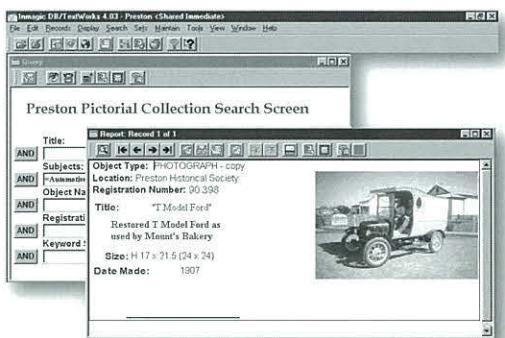 Inmagic DB/TextWorks 4.03 - Preston <Shared Immediate>
File Edit Records Display Search Sets Maintain Tools View Window Help
Query
Preston Pictorial Collection Search Screen
Title:
AND
Subjects:
AND
Object Na
AND
Registrati
AND
Keyword S
AND
Report: Record 1 of 1
Object Type: PHOTOGRAPH - copy
Location: Preston Historical Society
Registration Number: 90.398
Title: "T Model Ford"
Restored T Model Ford as
used by Mount's Bakery
Size: H 17 x 21.5 (24 x 24)
Date Made: 1907